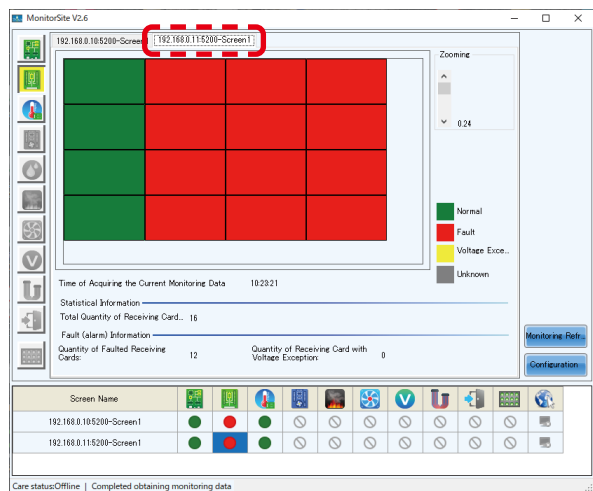 MonitorSite V2.6
192.168.0.10:5200-Screen
192.168.0.11:5200-Screen1
Zooming
0.24
Normal
Fault
Voltage Exce..
Unknown
Time of Acquiring the Current Monitoring Data 10:23:21
Statistical Information
Total Quantity of Receiving Card.. 16
Fault (alarm) Information
Quantity of Faulted Receiving Cards: 12
Quantity of Receiving Card with Voltage Exception: 0
Monitoring Refr..
Configuration
Screen Name
192.168.0.10:5200-Screen1
192.168.0.11:5200-Screen1
Care status:Offline | Completed obtaining monitoring data